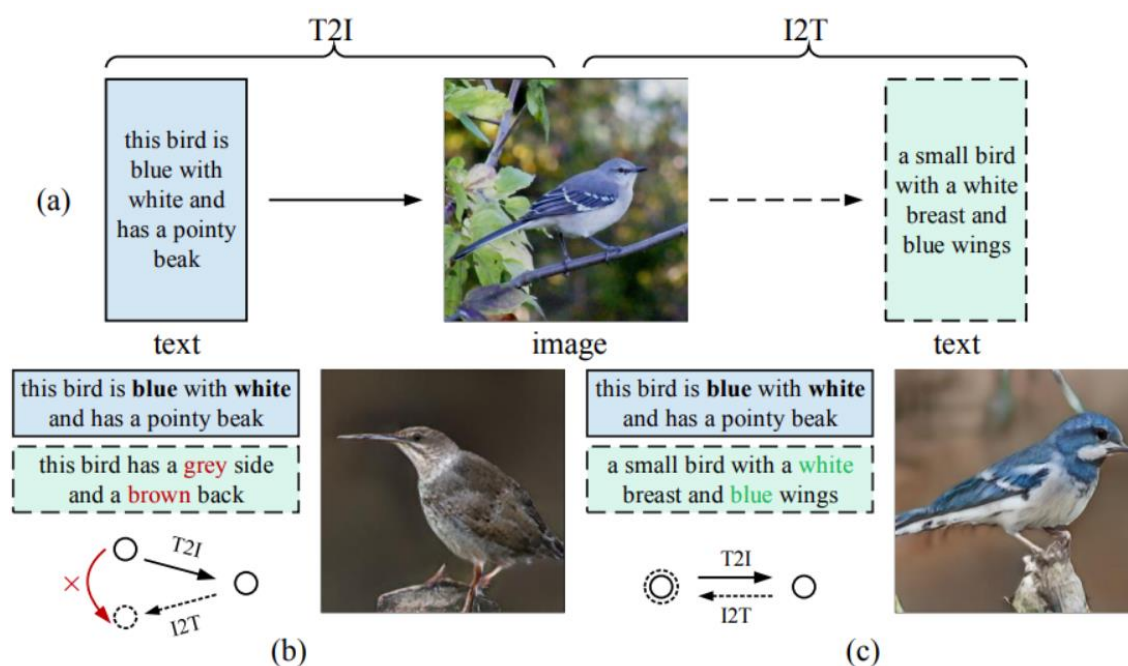 T2I
I2T
(a)
this bird is
blue with
white and
has a pointy
beak
a small bird
with a white
breast and
blue wings
text
image
text
this bird is blue with white
and has a pointy beak
this bird has a grey side
and a brown back
×
T2I
I2T
(b)
this bird is blue with white
and has a pointy beak
a small bird with a white
breast and blue wings
T2I
I2T
(c)